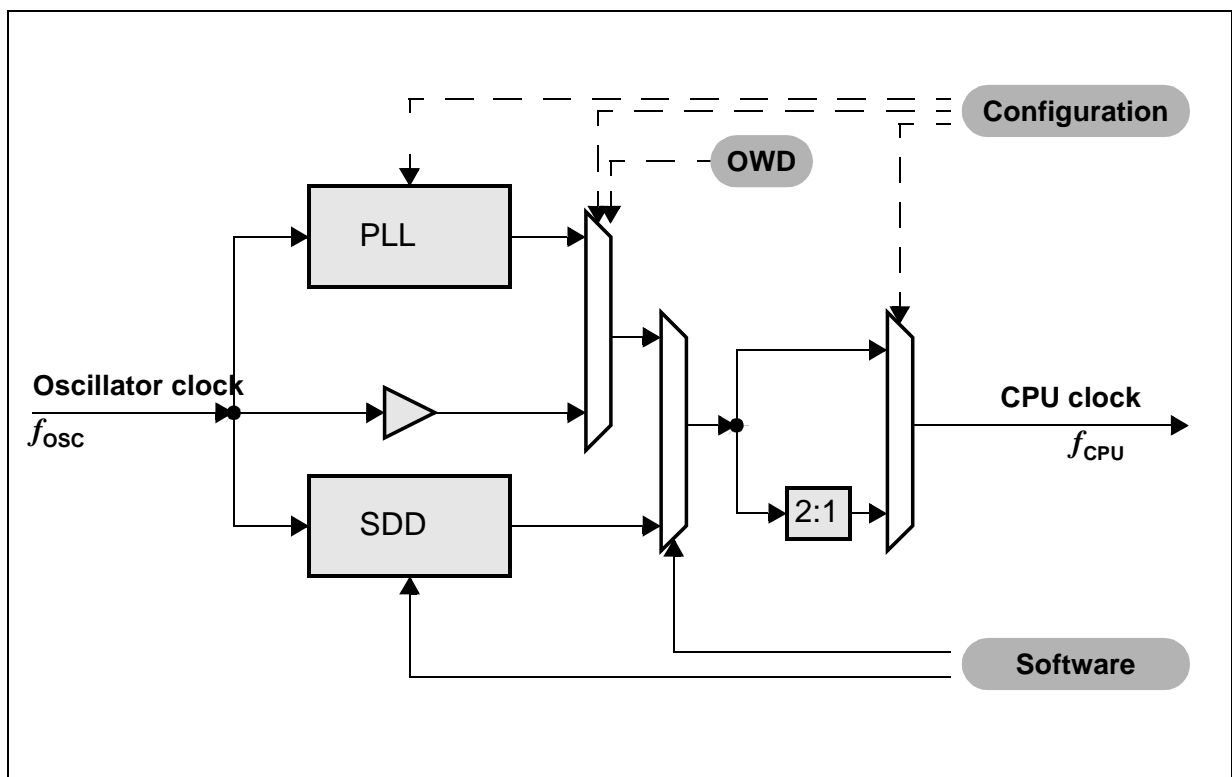 Configuration
OWD
PLL
Oscillator clock
fOSC
CPU clock
fCPU
2:1
SDD
Software